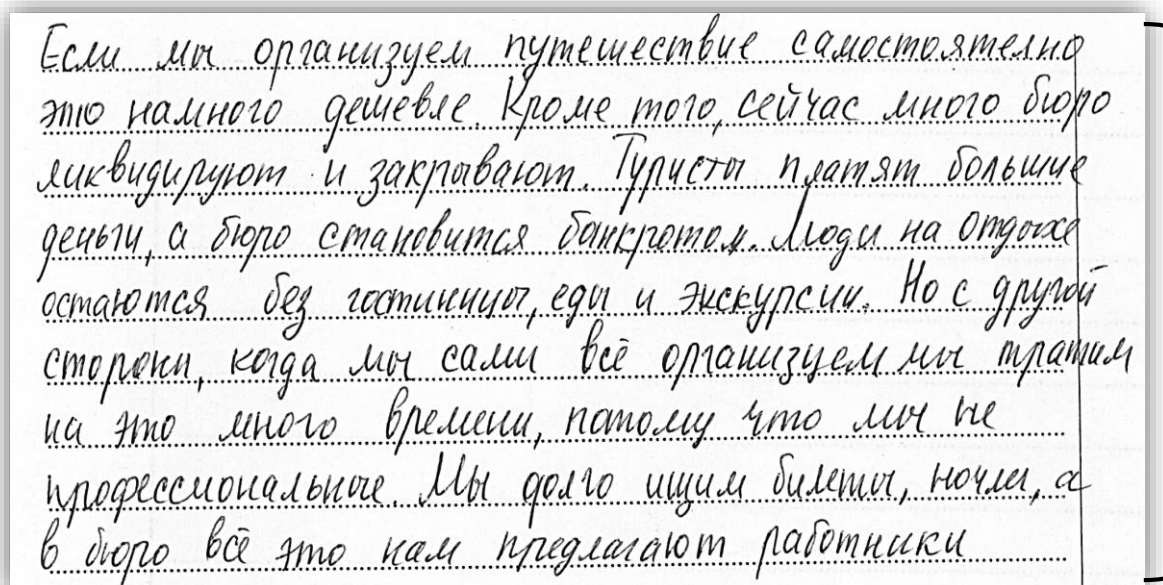 Если мы организуем путешествие самостоятелно
это намного дешевле Кроме того, сейчас много бюро
ликвидируют и закрывают. Туристы платят большие
деньги, а бюро становится банкротом. Люди на отдыхе
остаются без гостиницы, еды и экскурсии. Но с другой
стороны, когда мы сами всё организуем мы тратим
на это много времени, потому что мы не
профессиональные Мы долго ищим билеты, ночлег, а
в бюро всё это нам предлагают работники